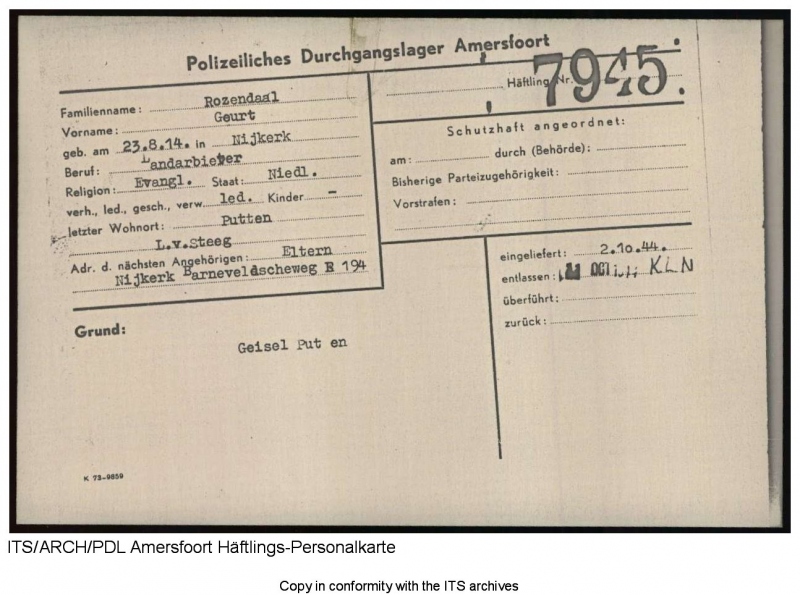 Polizeiliches Durchgangslager Amersfoort
Häftling Nr. 7945.
Familienname: Rozendaal
Vorname: Geurt
geb. am 23.8.14. in Nijkerk
Beruf: Landarbieter
Religion: Evangl. Staat: Niedl.
verh., led., gesch., verw. led. Kinder -
letzter Wohnort: Putten
L.v.Steeg
Adr. d. nächsten Angehörigen: Eltern
Nijkerk Barneveldscheweg B 194
Schutzhaft angeordnet:
am: durch (Behörde):
Bisherige Parteizugehörigkeit:
Vorstrafen:
eingeliefert: 2.10.44.
entlassen: KLN
überführt:
zurück:
Grund:
Geisel Put en
K 73-9859
ITS/ARCH/PDL Amersfoort Häftlings-Personalkarte
Copy in conformity with the ITS archives